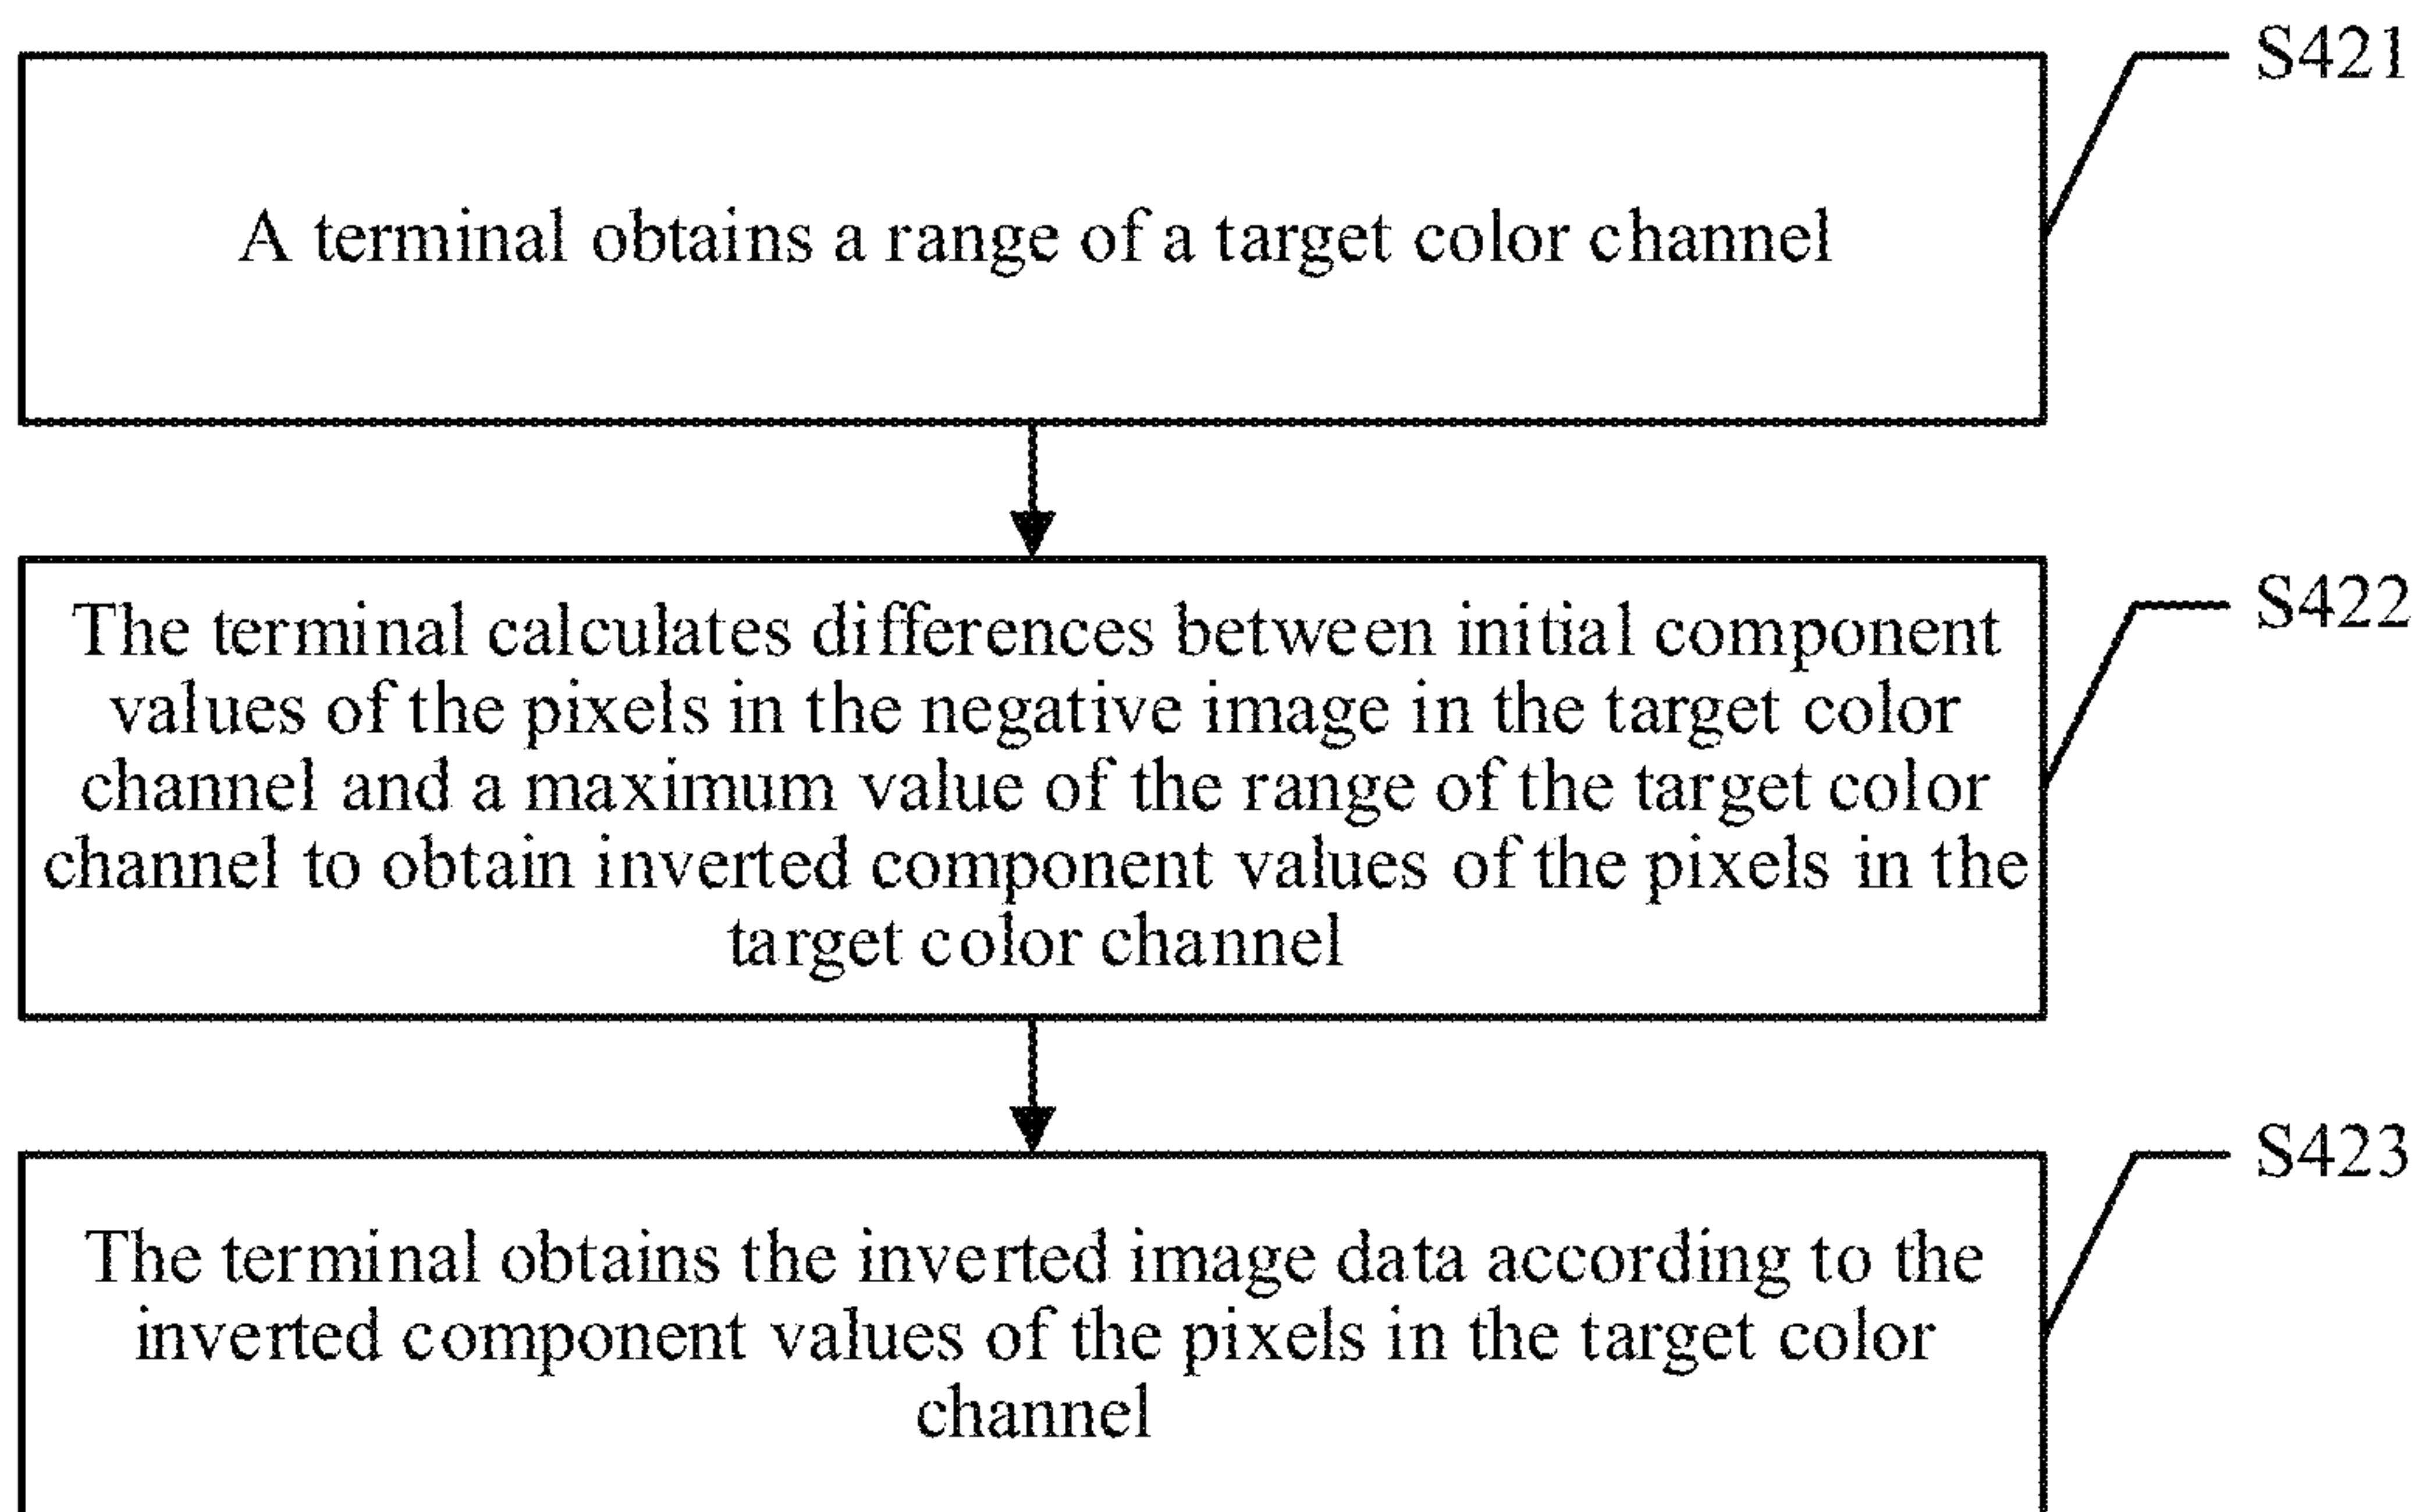 S421
A terminal obtains a range of a target color channel
S422
The terminal calculates differences between initial component
values of the pixels in the negative image in the target color
channel and a maximum value of the range of the target color
channel to obtain inverted component values of the pixels in the
target color channel
S423
The terminal obtains the inverted image data according to the
inverted component values of the pixels in the target color
channel